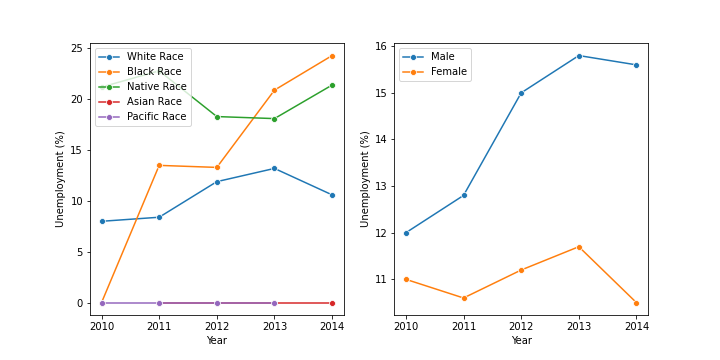 White Race
Black Race
Native Race
Asian Race
Pacific Race
25
20
15
10
5
0
Unemployment (%)
2010 2011 2012 2013 2014
Year
Male
Female
16
15
14
13
12
11
Unemployment (%)
2010 2011 2012 2013 2014
Year